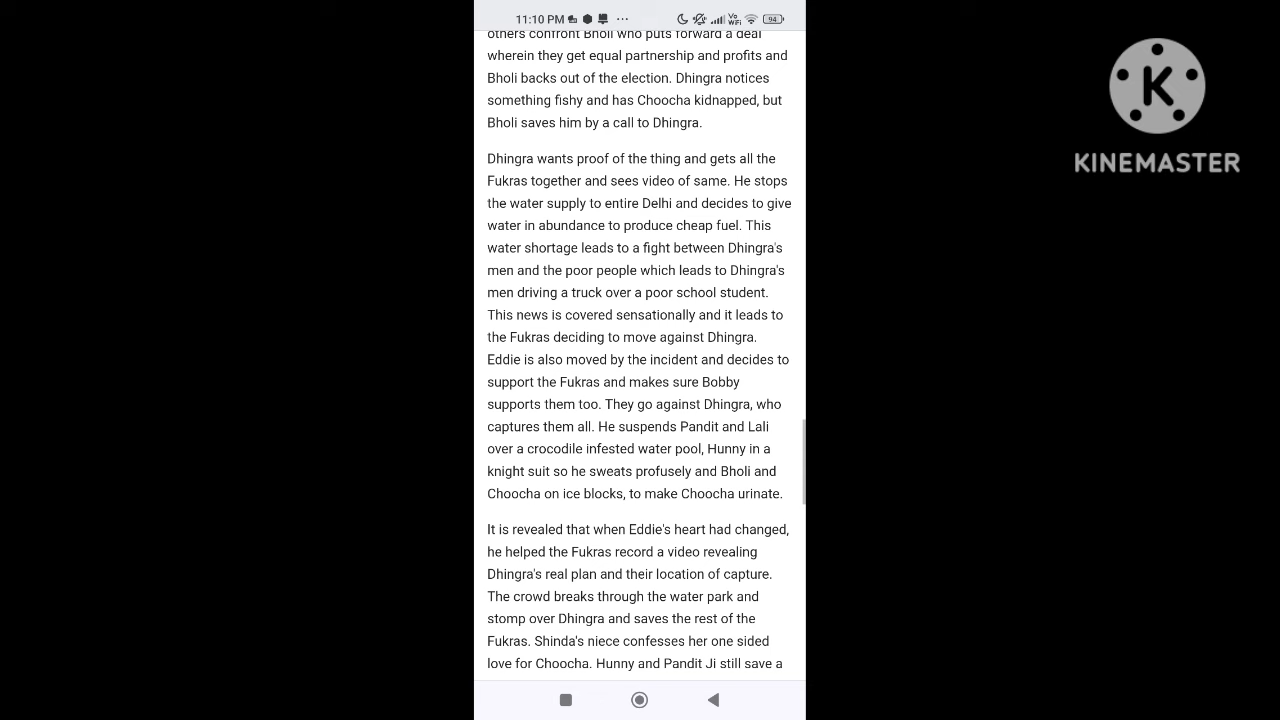 11:10 PM ... Vo WiFi 94
others confront Bholi who puts forward a deal
wherein they get equal partnership and profits and
Bholi backs out of the election. Dhingra notices
something fishy and has Choocha kidnapped, but
Bholi saves him by a call to Dhingra.
Dhingra wants proof of the thing and gets all the
Fukras together and sees video of same. He stops
the water supply to entire Delhi and decides to give
water in abundance to produce cheap fuel. This
water shortage leads to a fight between Dhingra's
men and the poor people which leads to Dhingra's
men driving a truck over a poor school student.
This news is covered sensationally and it leads to
the Fukras deciding to move against Dhingra.
Eddie is also moved by the incident and decides to
support the Fukras and makes sure Bobby
supports them too. They go against Dhingra, who
captures them all. He suspends Pandit and Lali
over a crocodile infested water pool, Hunny in a
knight suit so he sweats profusely and Bholi and
Choocha on ice blocks, to make Choocha urinate.
It is revealed that when Eddie's heart had changed,
he helped the Fukras record a video revealing
Dhingra's real plan and their location of capture.
The crowd breaks through the water park and
stomp over Dhingra and saves the rest of the
Fukras. Shinda's niece confesses her one sided
love for Choocha. Hunny and Pandit Ji still save a
K
KINEMASTER